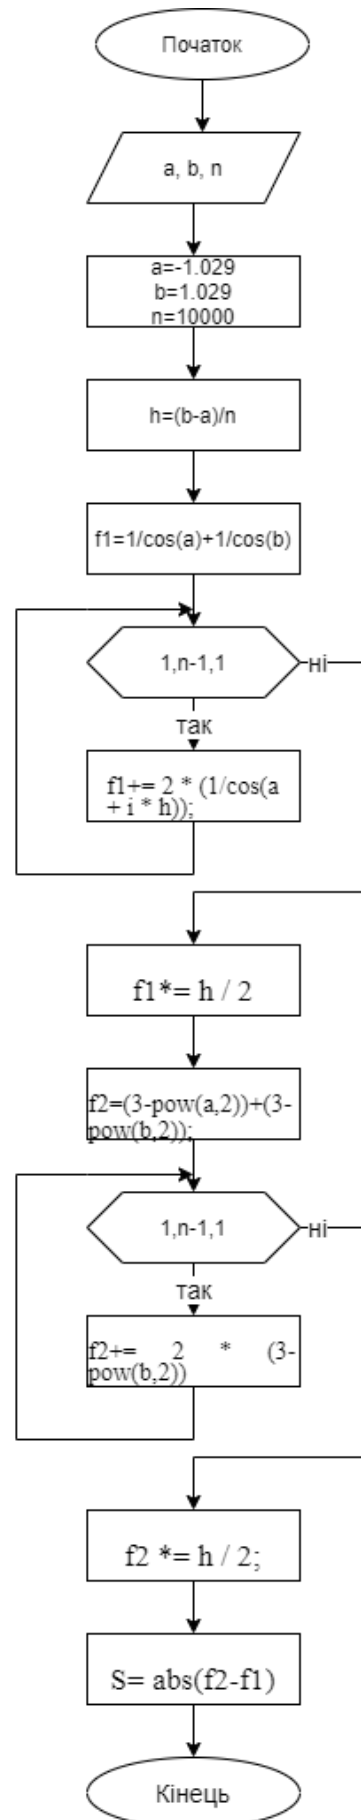 Початок
a, b, n
a=-1.029
b=1.029
n=10000
h=(b-a)/n
f1=1/cos(a)+1/cos(b)
1,n-1,1
ні
так
f1+= 2 * (1/cos(a
+ i * h));
f1*= h / 2
f2=(3-pow(a,2))+(3-
pow(b,2));
1,n-1,1
ні
так
f2+= 2 * (3-
pow(b,2))
f2 *= h / 2;
S= abs(f2-f1)
Кінець